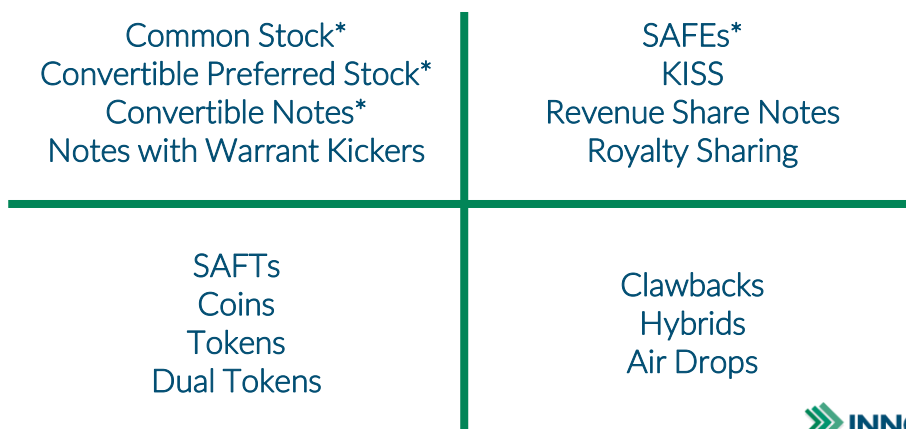 Common Stock*
Convertible Preferred Stock*
Convertible Notes*
Notes with Warrant Kickers
SAFEs*
KISS
Revenue Share Notes
Royalty Sharing
SAFTs
Coins
Tokens
Dual Tokens
Clawbacks
Hybrids
Air Drops